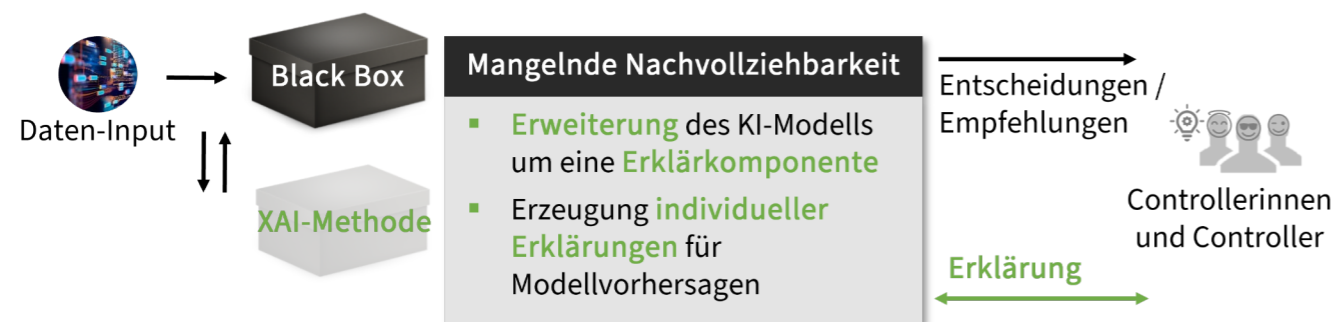 Daten-Input
Black Box
XAI-Methode
Mangelnde Nachvollziehbarkeit
▪ Erweiterung des KI-Modells
um eine Erklärkomponente
▪ Erzeugung individueller
Erklärungen für
Modellvorhersagen
Entscheidungen /
Empfehlungen
Controllerinnen
und Controller
Erklärung